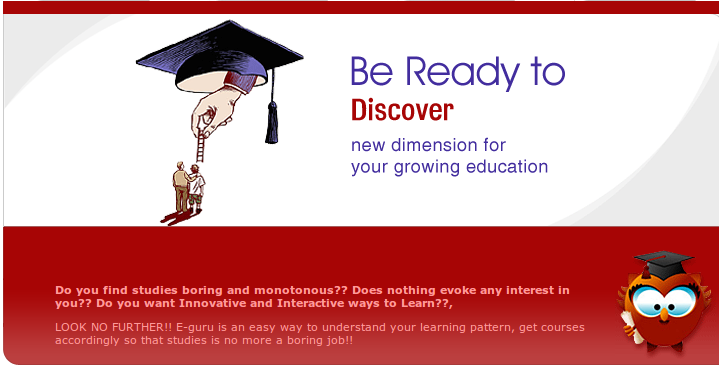 Be Ready to
Discover
new dimension for
your growing education
Do you find studies boring and monotonous?? Does nothing evoke any interest in
you?? Do you want Innovative and Interactive ways to Learn??,
LOOK NO FURTHER!! E-guru is an easy way to understand your learning pattern, get courses
accordingly so that studies is no more a boring job!!